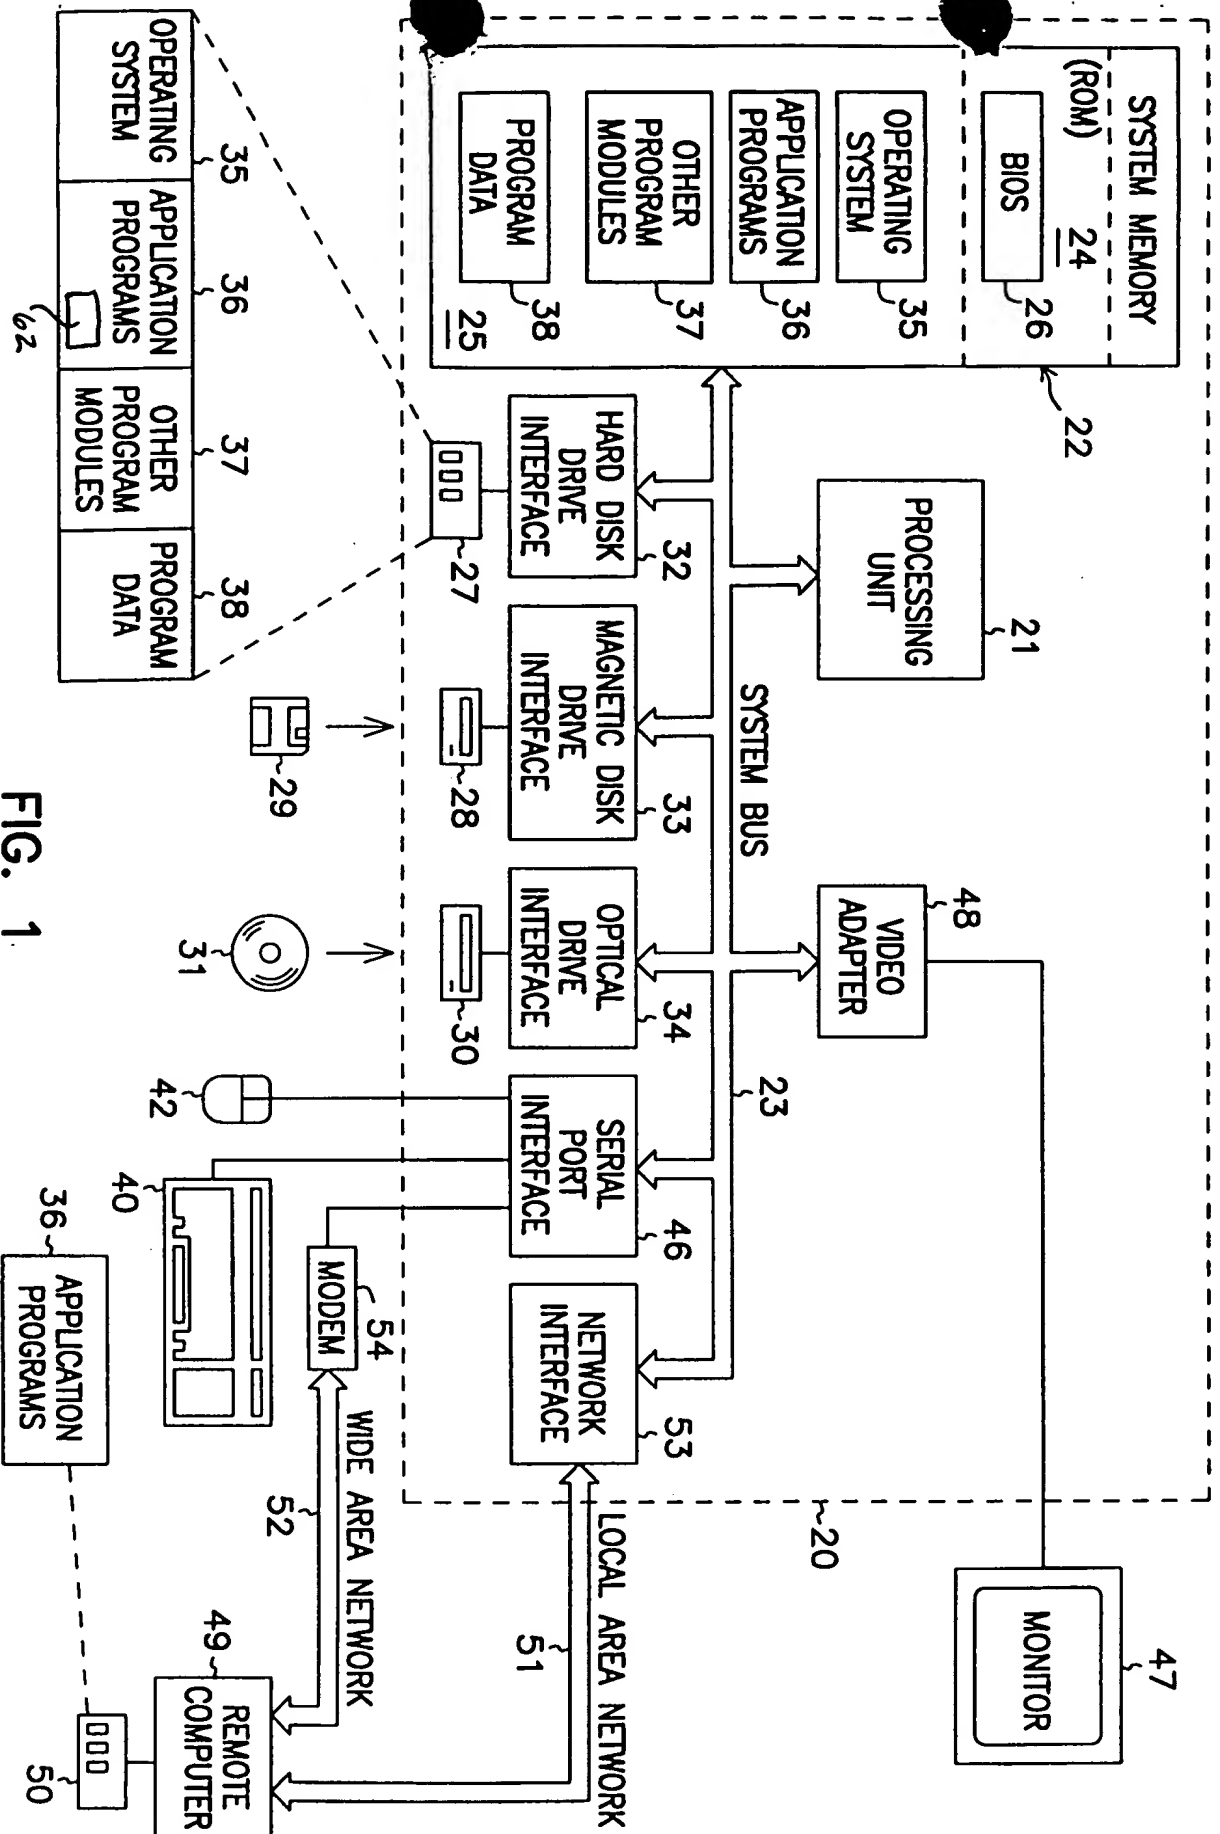 SYSTEM MEMORY
22
(ROM)
24
BIOS
26
OPERATING
SYSTEM
35
APPLICATION
PROGRAMS
36
OTHER
PROGRAM
MODULES
37
PROGRAM
DATA
38
25
PROCESSING
UNIT
21
VIDEO
ADAPTER
48
MONITOR
47
20
SYSTEM BUS
23
HARD DISK
DRIVE
INTERFACE
32
MAGNETIC DISK
DRIVE
INTERFACE
33
OPTICAL
DRIVE
INTERFACE
34
SERIAL
PORT
INTERFACE
46
NETWORK
INTERFACE
53
27
28
30
29
31
42
40
MODEM
54
LOCAL AREA NETWORK
51
WIDE AREA NETWORK
52
REMOTE
COMPUTER
49
50
APPLICATION
PROGRAMS
36
OPERATING
SYSTEM
35
APPLICATION
PROGRAMS
36
62
OTHER
PROGRAM
MODULES
37
PROGRAM
DATA
38
FIG. 1